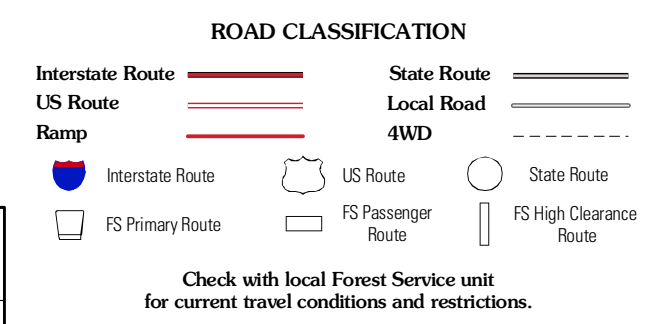 ROAD CLASSIFICATION
Interstate Route
State Route
US Route
Local Road
Ramp
4WD
Interstate Route
US Route
State Route
FS Primary Route
FS Passenger
Route
FS High Clearance
Route
Check with local Forest Service unit
for current travel conditions and restrictions.